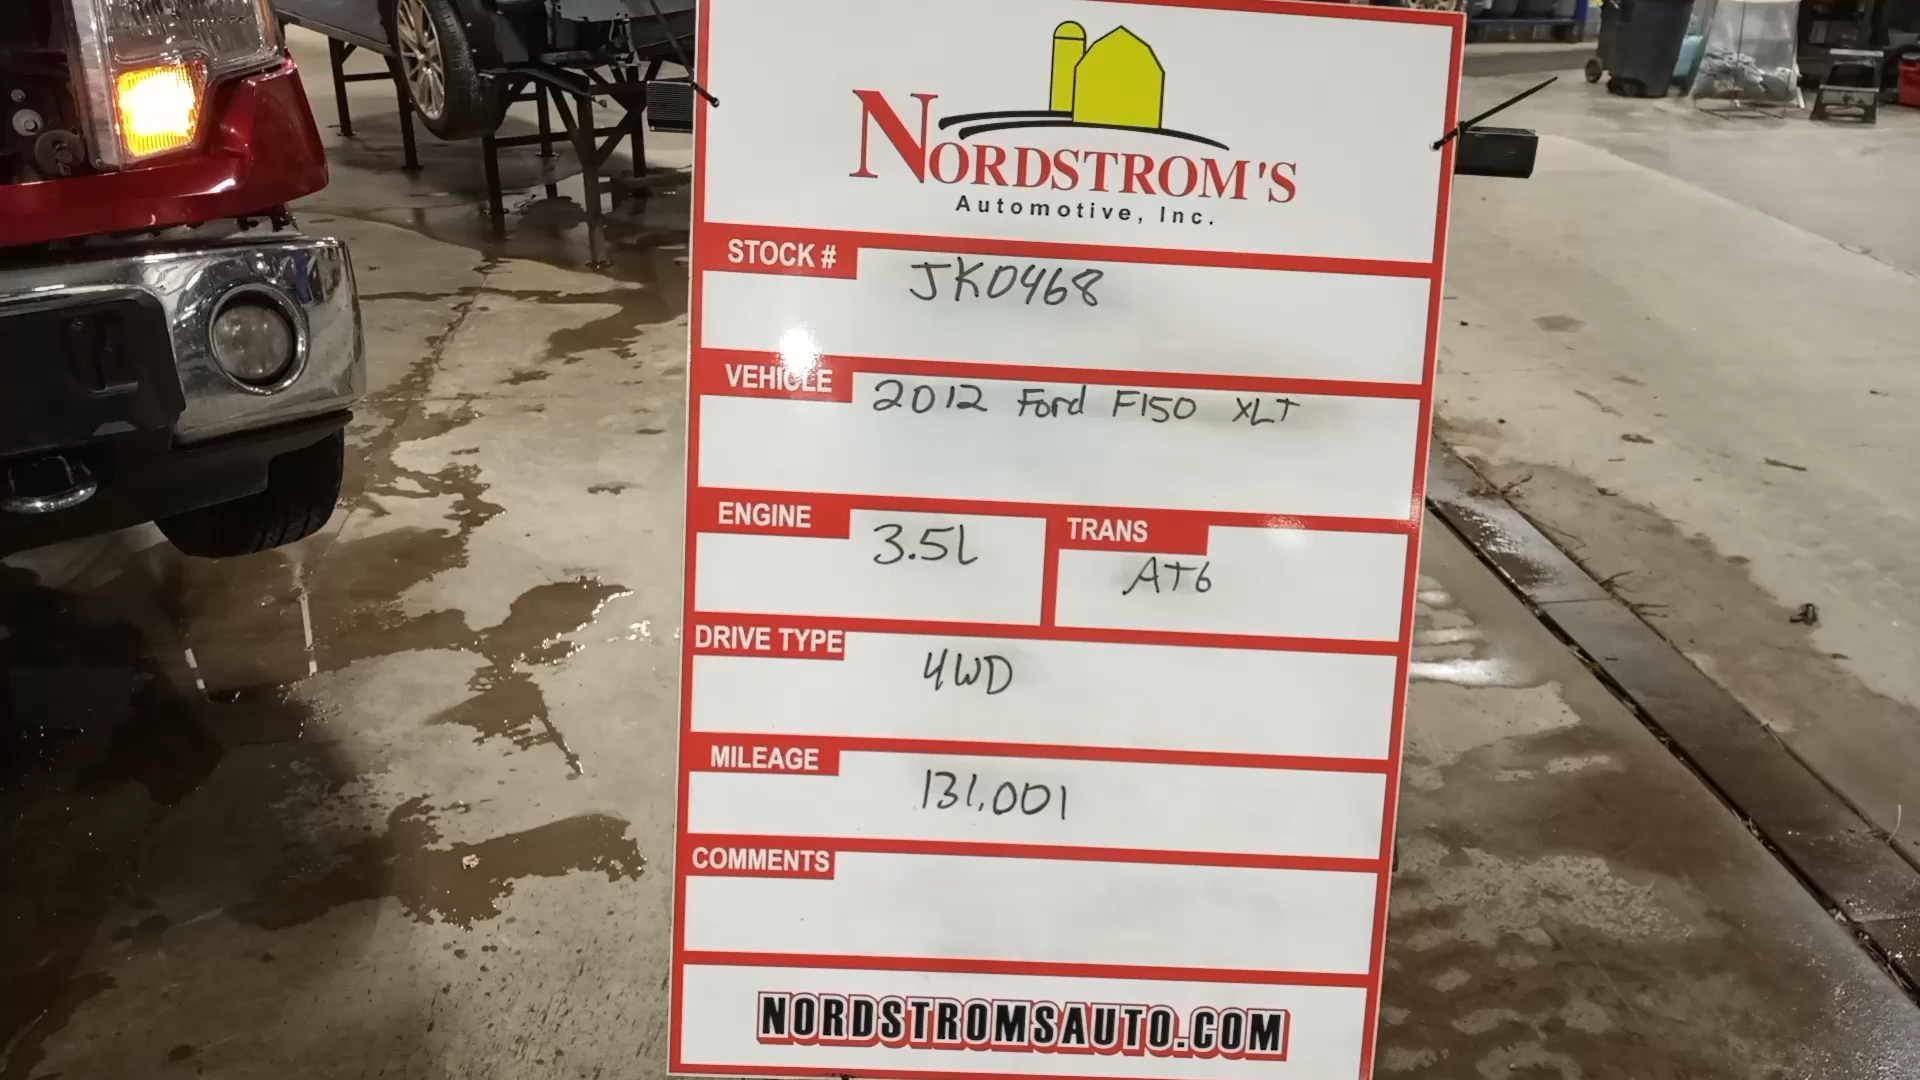 NORDSTROM'S
Automotive, Inc.
STOCK #
JK0468
VEHICLE
2012 Ford F150 XLT
ENGINE
3.5L
TRANS
AT6
DRIVE TYPE
4WD
MILEAGE
131,001
COMMENTS
NORDSTROMSAUTO.COM